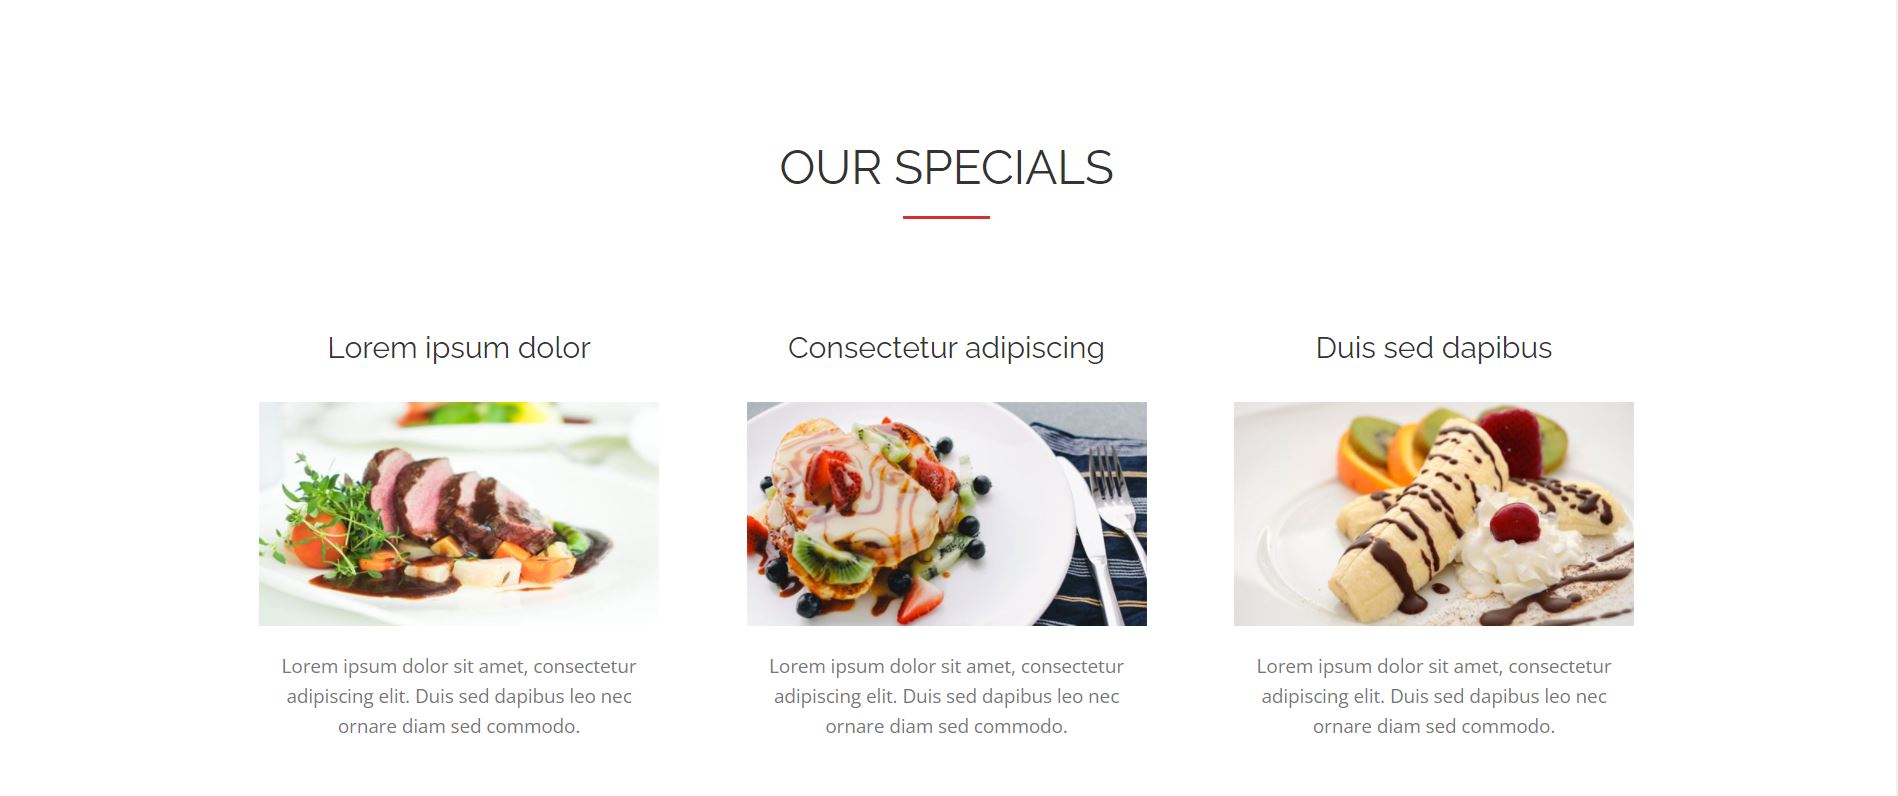 OUR SPECIALS
Lorem ipsum dolor
Consectetur adipiscing
Duis sed dapibus
Lorem ipsum dolor sit amet, consectetur
adipiscing elit. Duis sed dapibus leo nec
ornare diam sed commodo.
Lorem ipsum dolor sit amet, consectetur
adipiscing elit. Duis sed dapibus leo nec
ornare diam sed commodo.
Lorem ipsum dolor sit amet, consectetur
adipiscing elit. Duis sed dapibus leo nec
ornare diam sed commodo.